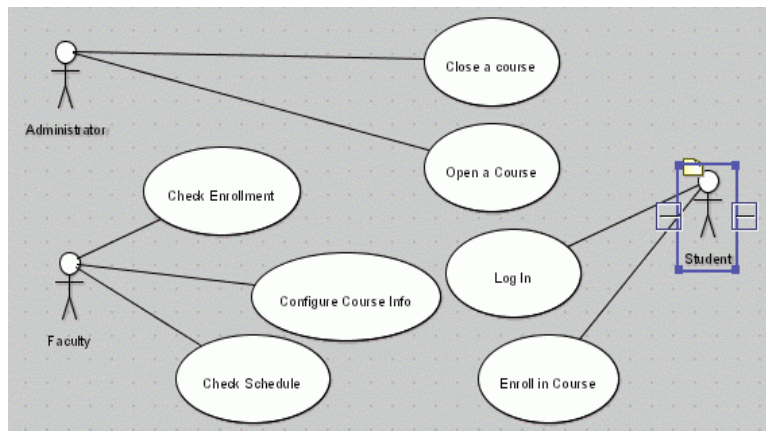 Close a course
Administrator
Open a Course
Check Enrollment
Student
Log In
Configure Course Info
Faculty
Check Schedule
Enroll in Course